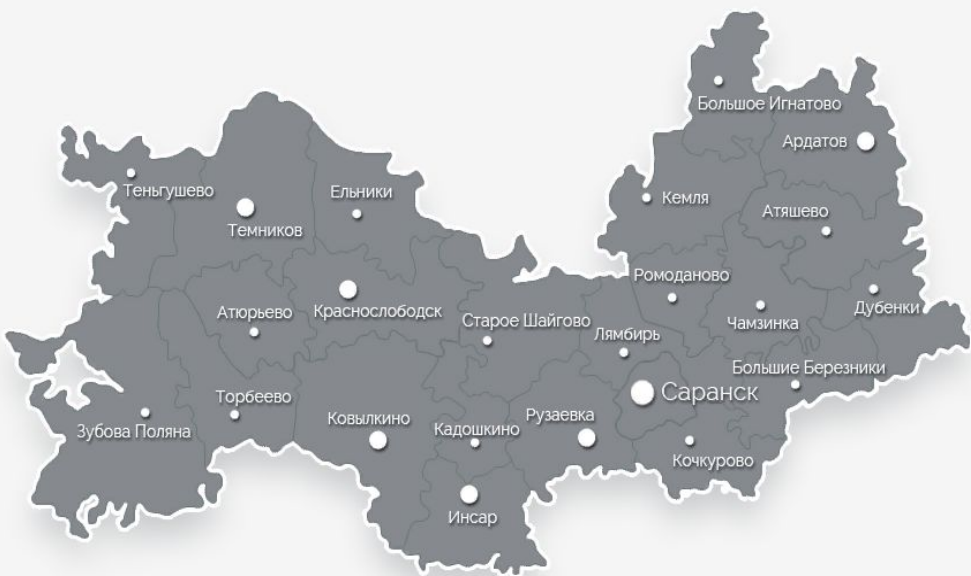 Большое Игнатово
Ардатов
Теньгушево
Ельники
Кемля
Атяшево
Темников
Ромоданово
Дубенки
Атюрьево
Краснослободск
Старое Шайгово
Чамзинка
Лямбирь
Большие Березники
Саранск
Торбеево
Зубова Поляна
Ковылкино
Кадошкино
Рузаевка
Кочкурово
Инсар